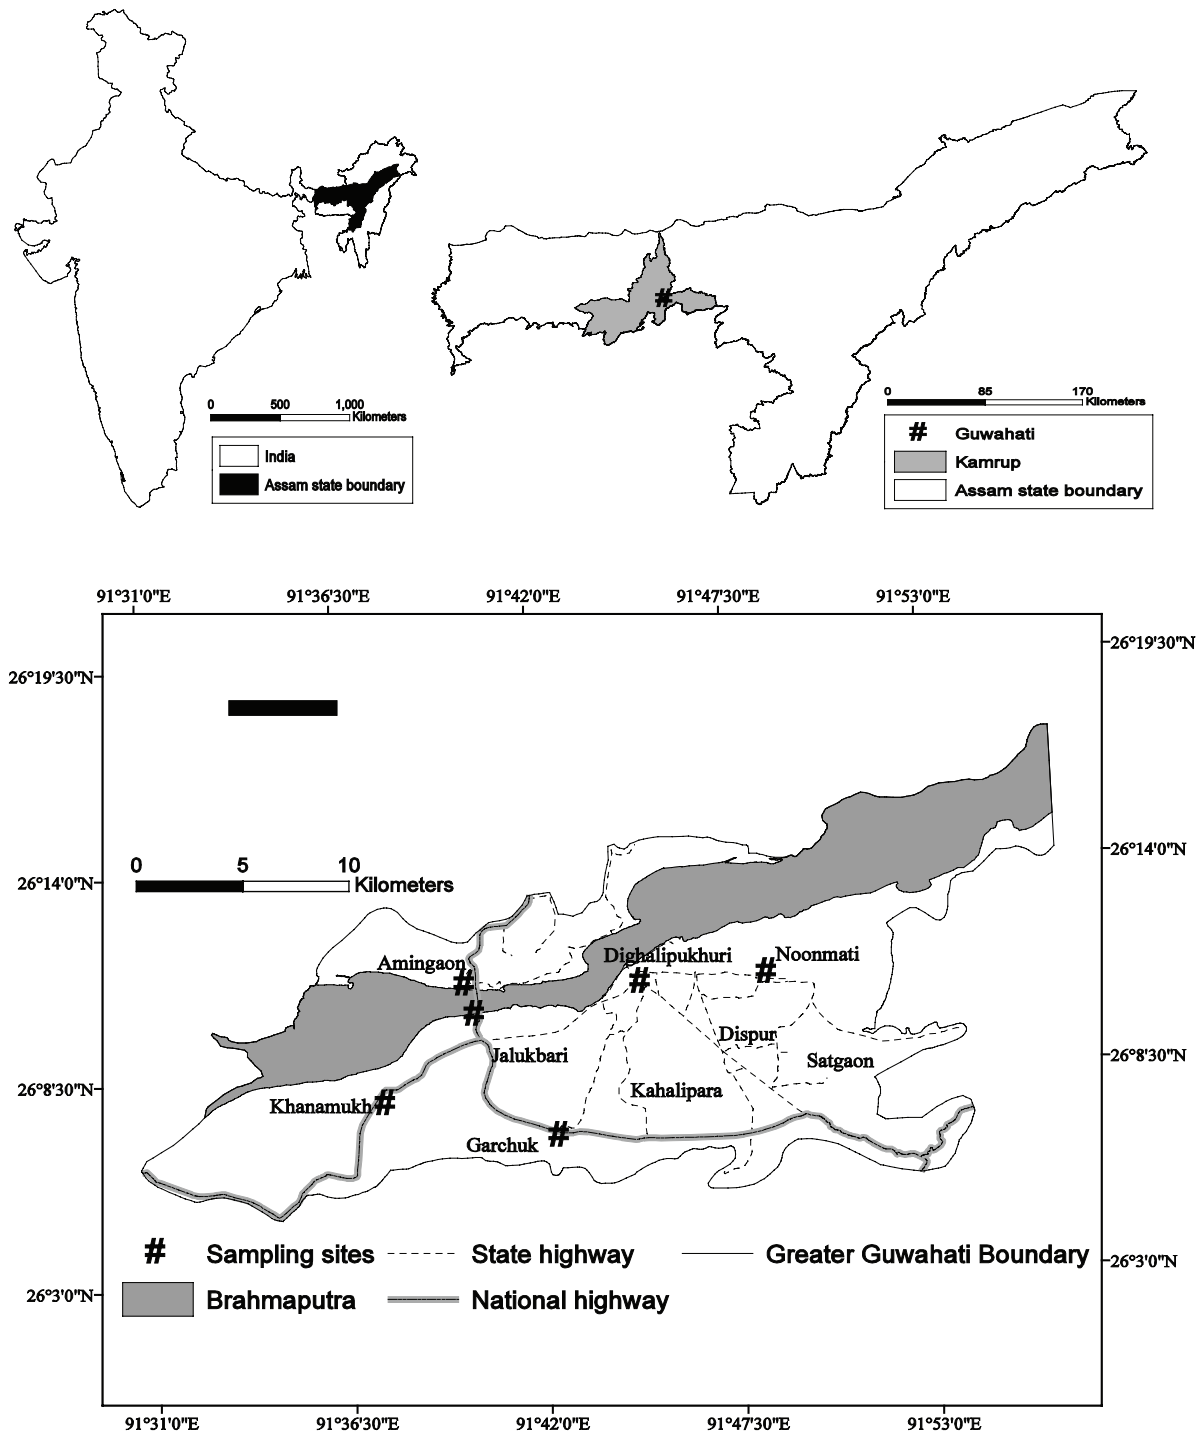 0 500 1,000
Kilometers
India
Assam state boundary
0 85 170
Kilometers
# Guwahati
Kamrup
Assam state boundary
#
91°31'0"E 91°36'30"E 91°42'0"E 91°47'30"E 91°53'0"E
26°19'30"N
26°19'30"N
0 5 10
Kilometers
26°14'0"N
26°14'0"N
Amingaon
#
Dighalipukhuri
#
Noonmati
#
#
Jalukbari
Dispur
Satgaon
26°8'30"N
26°8'30"N
Khanamukh
#
Kahalipara
Garchuk
#
# Sampling sites State highway Greater Guwahati Boundary
Brahmaputra National highway
26°3'0"N
26°3'0"N
91°31'0"E 91°36'30"E 91°42'0"E 91°47'30"E 91°53'0"E